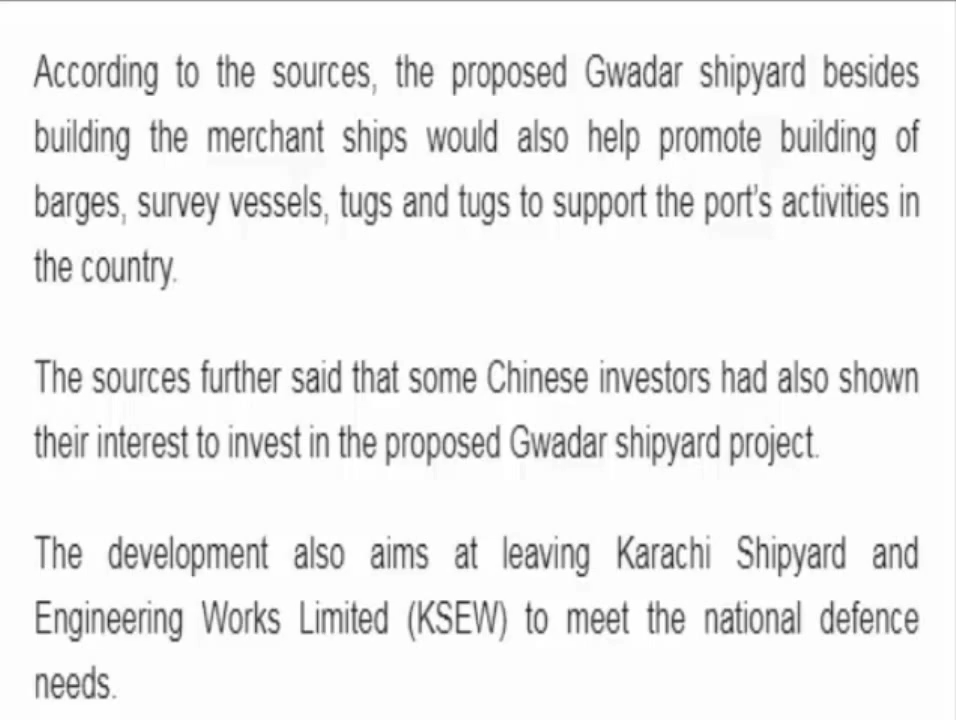 According to the sources, the proposed Gwadar shipyard besides
building the merchant ships would also help promote building of
barges, survey vessels, tugs and tugs to support the port's activities in
the country.
The sources further said that some Chinese investors had also shown
their interest to invest in the proposed Gwadar shipyard project.
The development also aims at leaving Karachi Shipyard and
Engineering Works Limited (KSEW) to meet the national defence
needs.